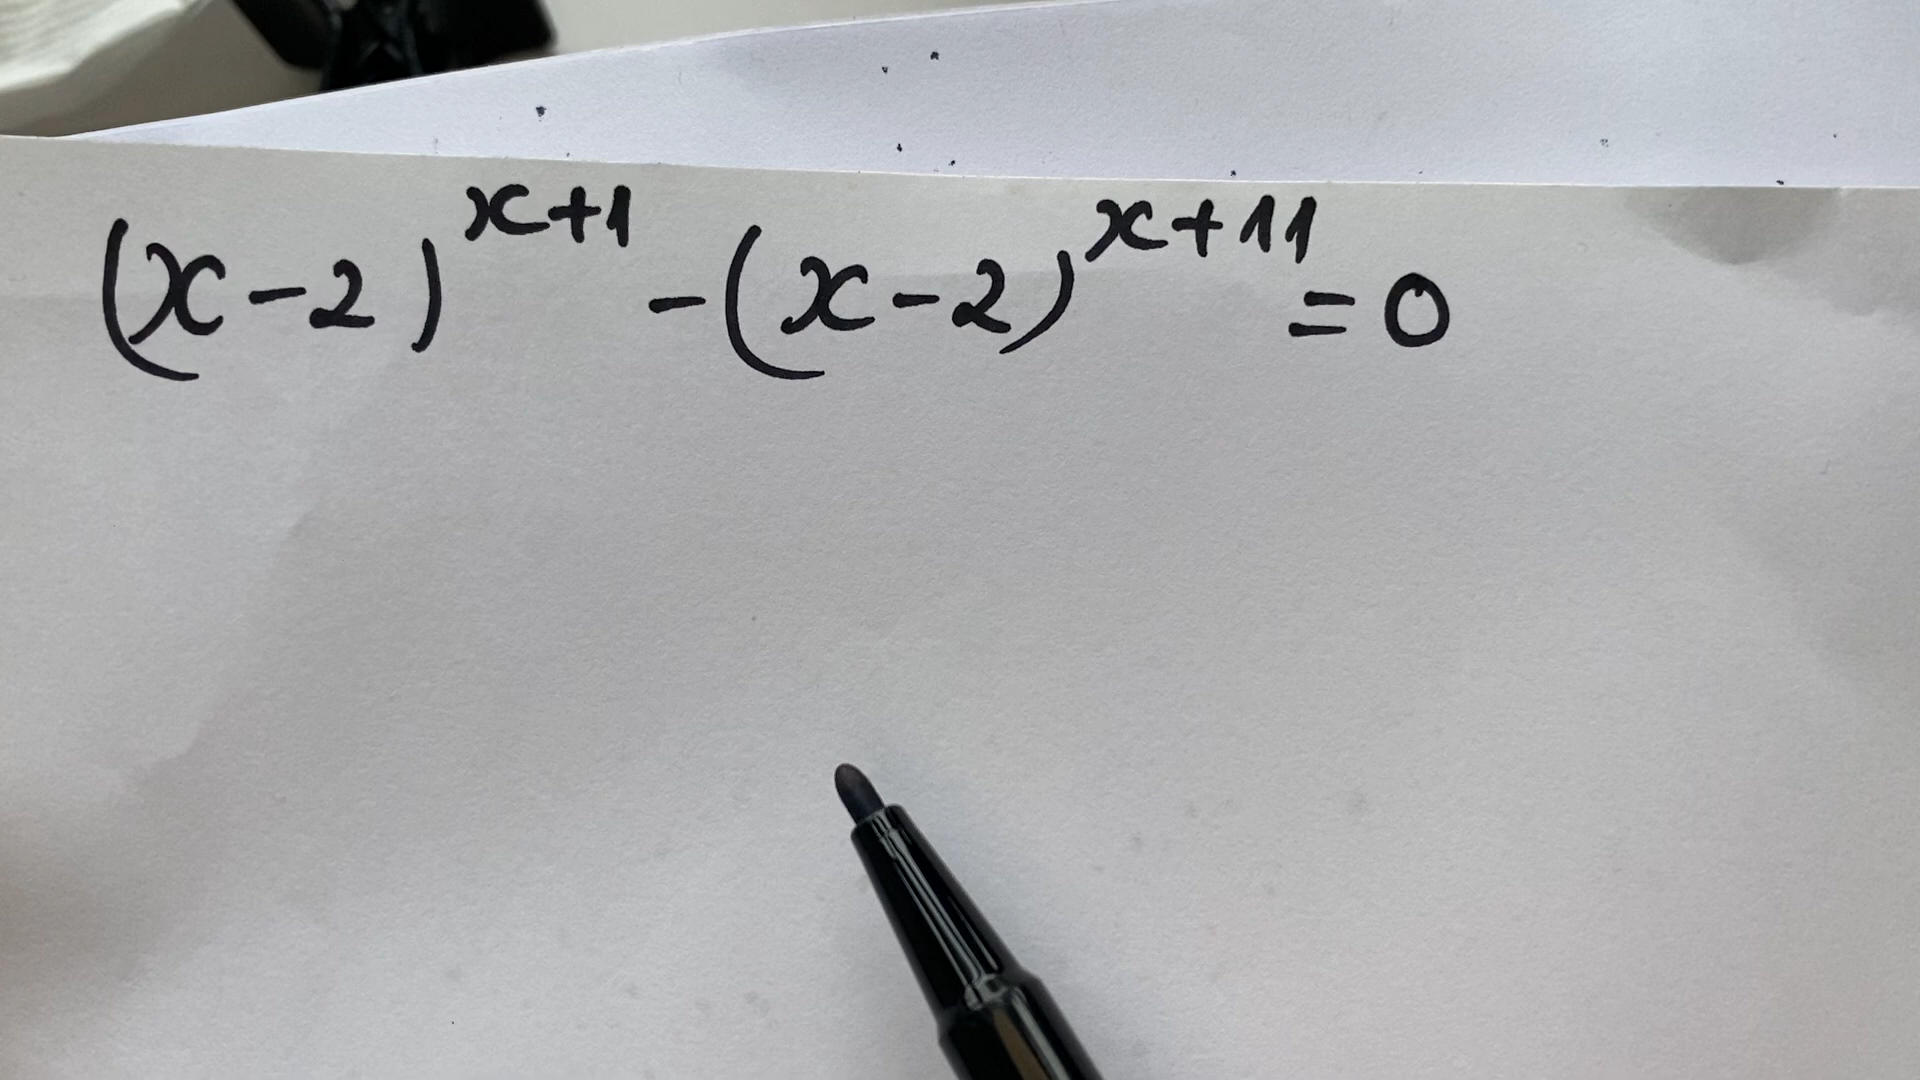 (x-2)^{x+1} - (x-2)^{x+11} = 0